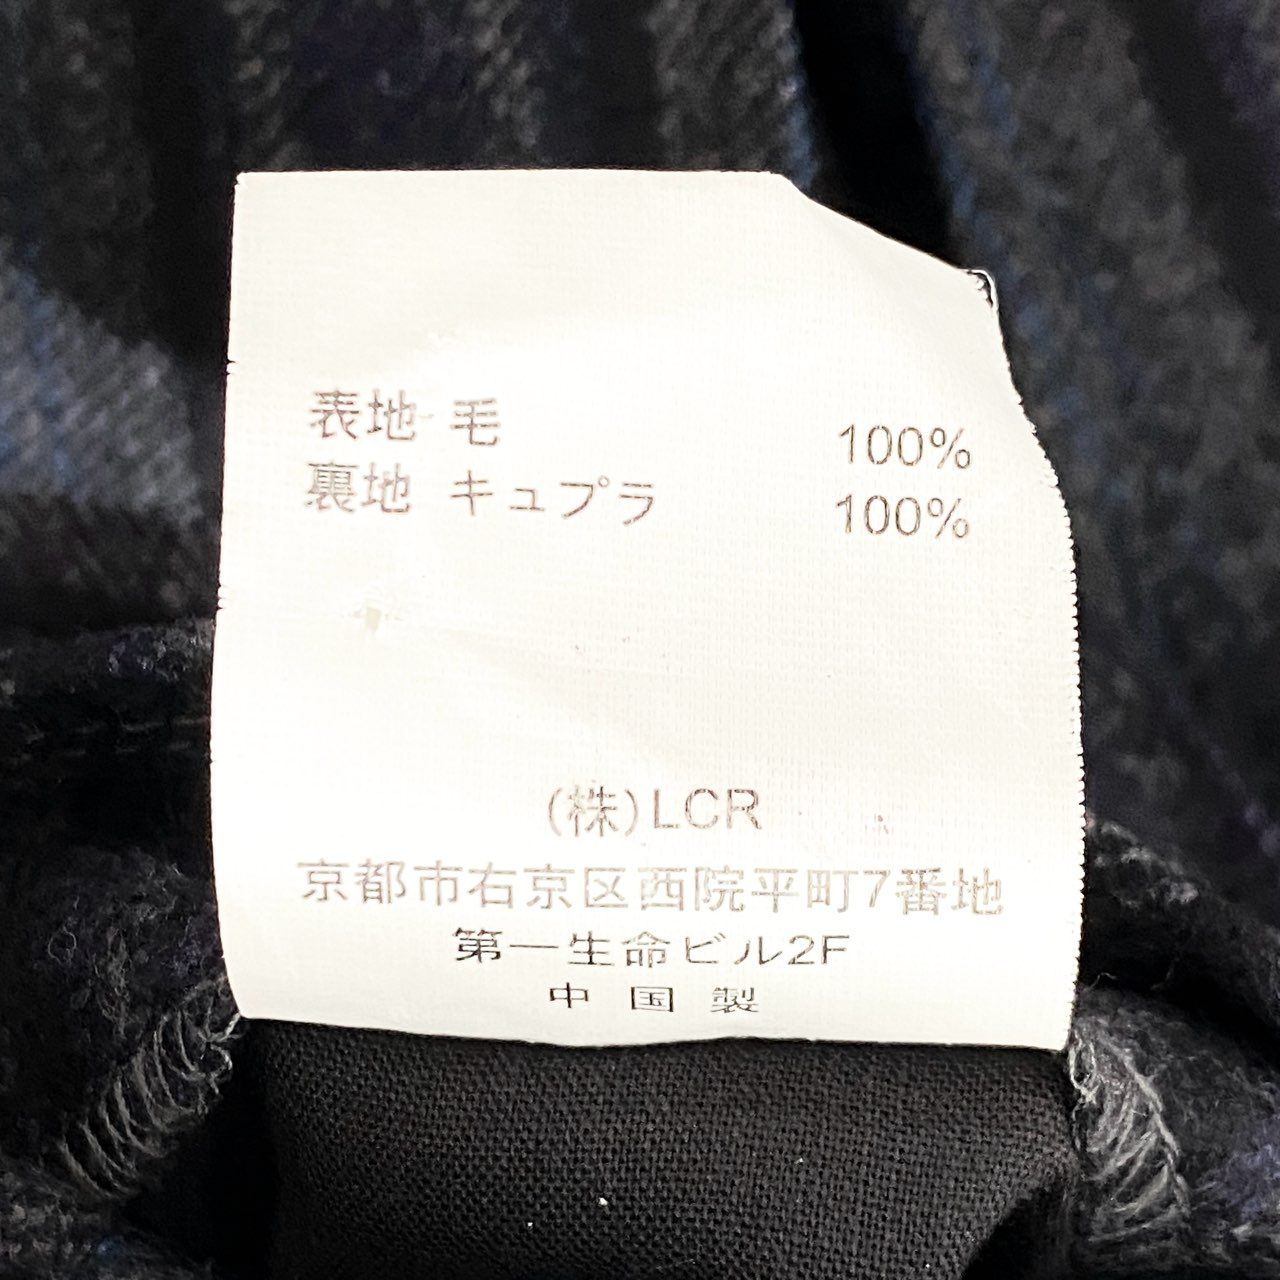 表地 毛 100%
裏地 キュプラ 100%
(株)LCR
京都市右京区西院平町7番地
第一生命ビル2F
中国製